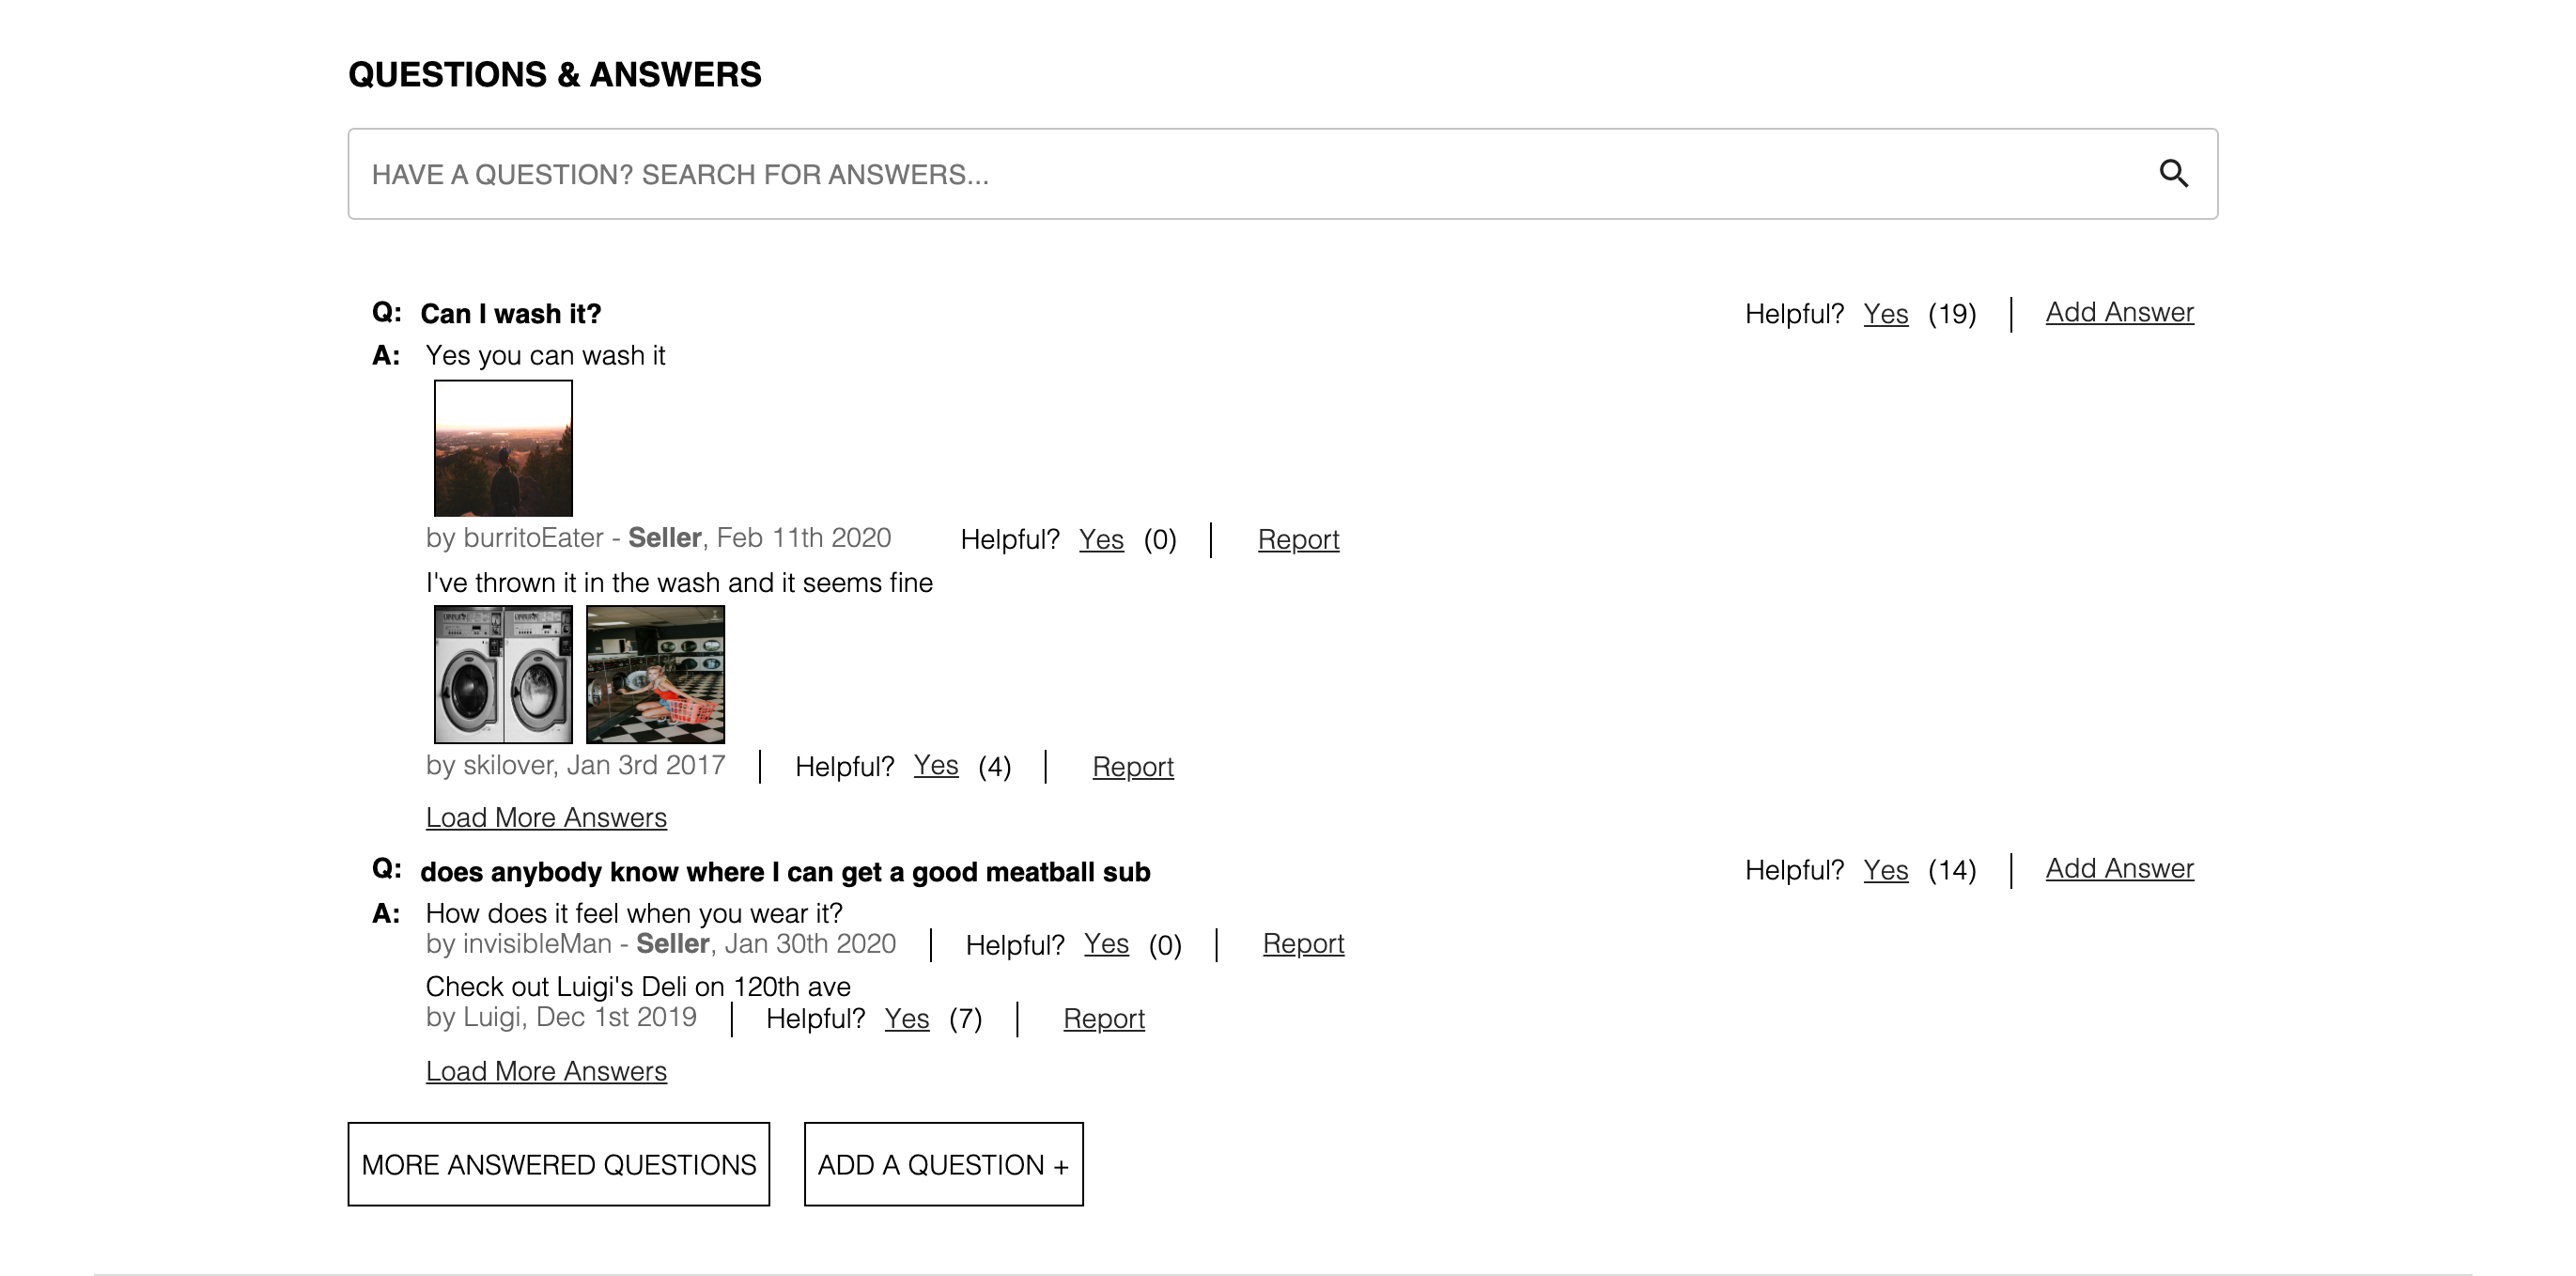 QUESTIONS & ANSWERS
HAVE A QUESTION? SEARCH FOR ANSWERS...
Q: Can I wash it? Helpful? Yes (19) | Add Answer
A: Yes you can wash it
by burritoEater - Seller, Feb 11th 2020 Helpful? Yes (0) | Report
I've thrown it in the wash and it seems fine
by skilover, Jan 3rd 2017 | Helpful? Yes (4) | Report
Load More Answers
Q: does anybody know where I can get a good meatball sub Helpful? Yes (14) | Add Answer
A: How does it feel when you wear it?
by invisibleMan - Seller, Jan 30th 2020 | Helpful? Yes (0) | Report
Check out Luigi's Deli on 120th ave
by Luigi, Dec 1st 2019 | Helpful? Yes (7) | Report
Load More Answers
MORE ANSWERED QUESTIONS ADD A QUESTION +